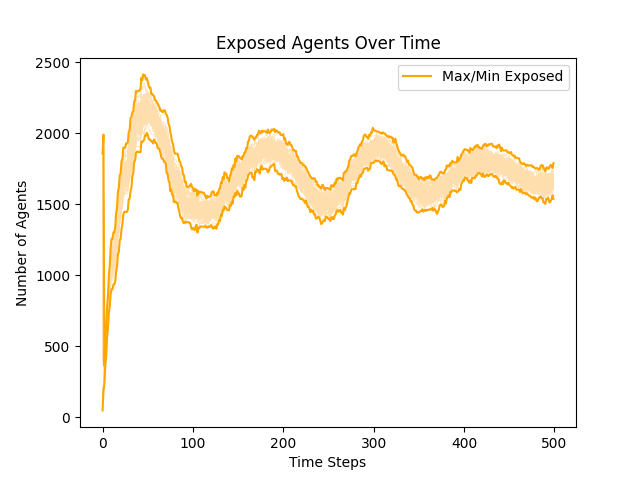 Exposed Agents Over Time
Max/Min Exposed
Number of Agents
2500
2000
1500
1000
500
0
0 100 200 300 400 500
Time Steps